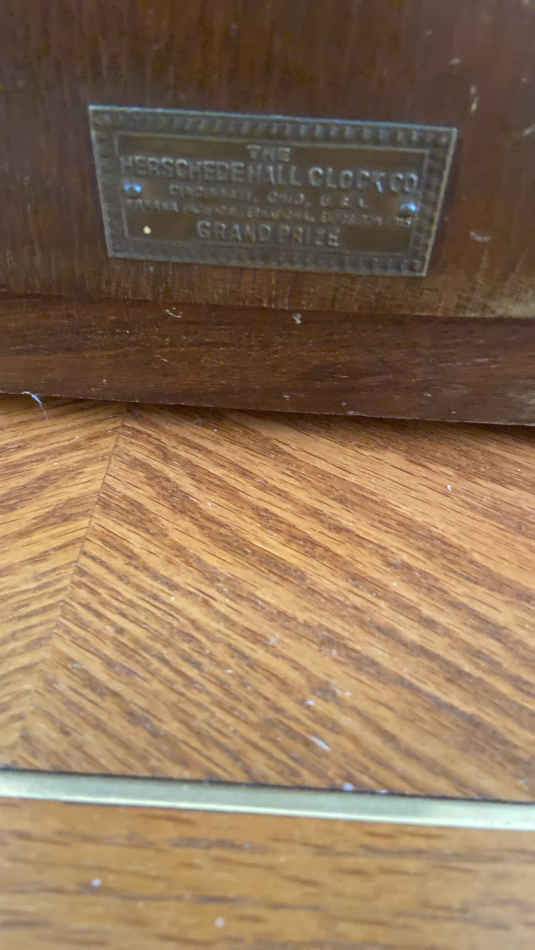 THE
HERSCHEDE HALL CLOCK CO.
CINCINNATI, OHIO, U.S.A.
GRAND PRIZE